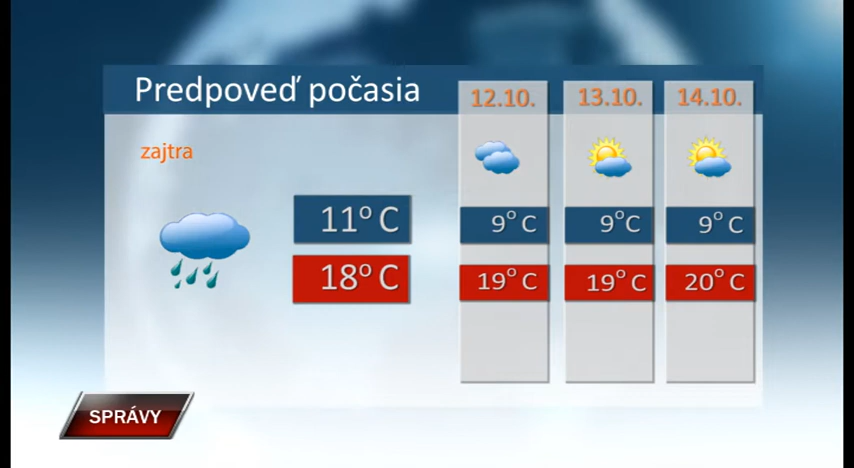 Predpoveď počasia
zajtra
11° C
18° C
12.10.
9° C
19° C
13.10.
9°C
19° C
14.10.
9° C
20° C
SPRÁVY